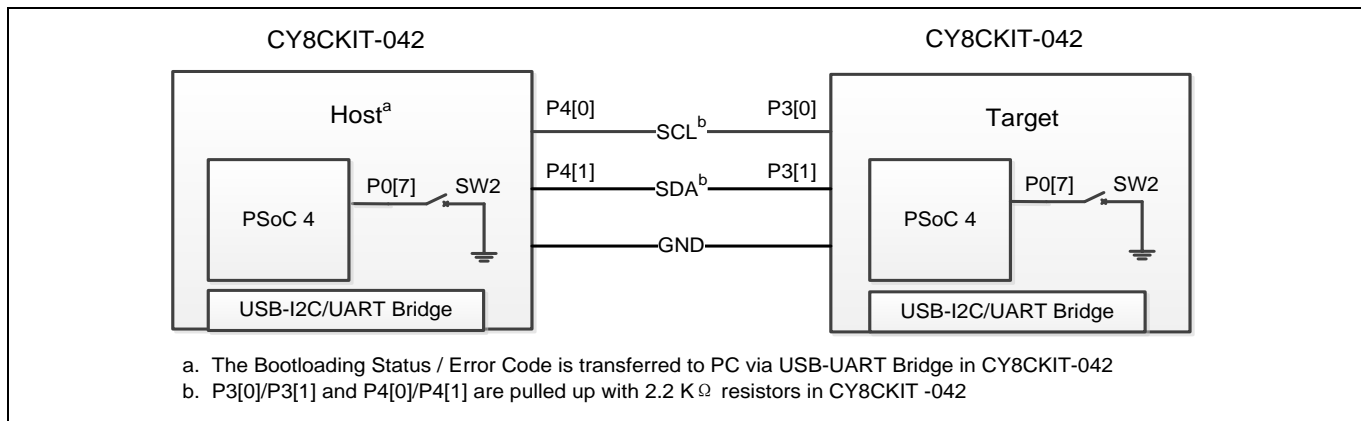 CY8CKIT-042
CY8CKIT-042
Host^a
Target
P4[0]
SCL^b
P3[0]
P4[1]
SDA^b
P3[1]
GND
PSoC 4
P0[7]
SW2
PSoC 4
P0[7]
SW2
USB-I2C/UART Bridge
USB-I2C/UART Bridge
a. The Bootloading Status / Error Code is transferred to PC via USB-UART Bridge in CY8CKIT-042
b. P3[0]/P3[1] and P4[0]/P4[1] are pulled up with 2.2 K Ω resistors in CY8CKIT -042